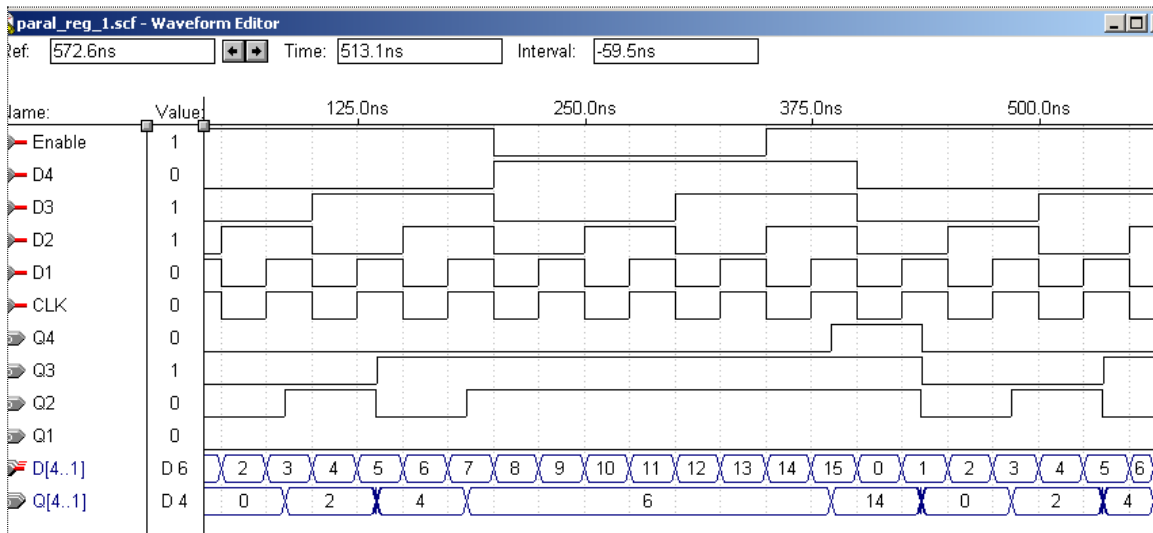 paral_reg_1.scf - Waveform Editor
Ref: 572.6ns Time: 513.1ns Interval: -59.5ns
Name: Value: 125.0ns 250.0ns 375.0ns 500.0ns
Enable 1
D4 0
D3 1
D2 1
D1 0
CLK 0
Q4 0
Q3 1
Q2 0
Q1 0
D[4..1] D 6 2 3 4 5 6 7 8 9 10 11 12 13 14 15 0 1 2 3 4 5 6
Q[4..1] D 4 0 2 4 6 14 0 2 4